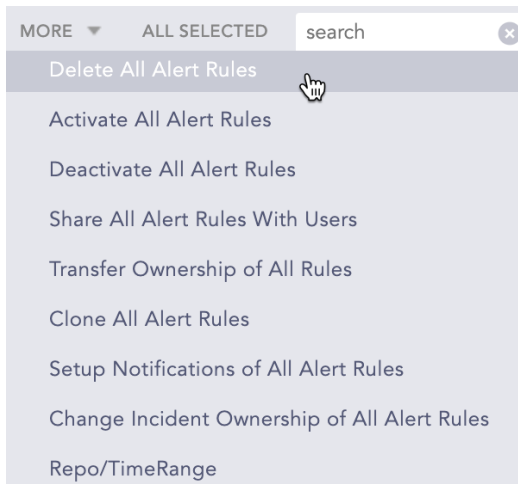 MORE ALL SELECTED search
Delete All Alert Rules
Activate All Alert Rules
Deactivate All Alert Rules
Share All Alert Rules With Users
Transfer Ownership of All Rules
Clone All Alert Rules
Setup Notifications of All Alert Rules
Change Incident Ownership of All Alert Rules
Repo/TimeRange